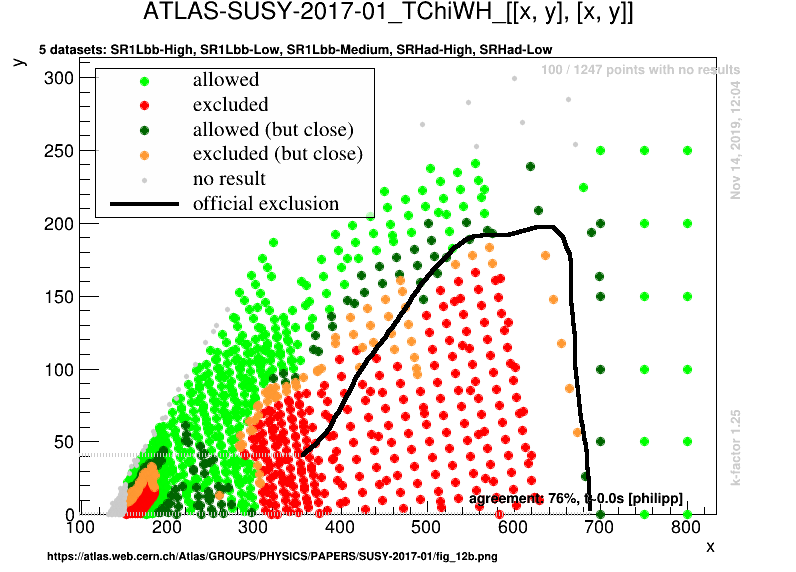 ATLAS-SUSY-2017-01_TChiWH_[[x, y], [x, y]]
5 datasets: SR1Lbb-High, SR1Lbb-Low, SR1Lbb-Medium, SRHad-High, SRHad-Low
y
100 / 1247 points with no results
allowed
excluded
allowed (but close)
excluded (but close)
no result
official exclusion
Nov 14, 2019, 12:04
k-factor 1.25
300
250
200
150
100
50
0
agreement: 76%, t~0.0s [philipp]
100 200 300 400 500 600 700 800
x
https://atlas.web.cern.ch/Atlas/GROUPS/PHYSICS/PAPERS/SUSY-2017-01/fig_12b.png